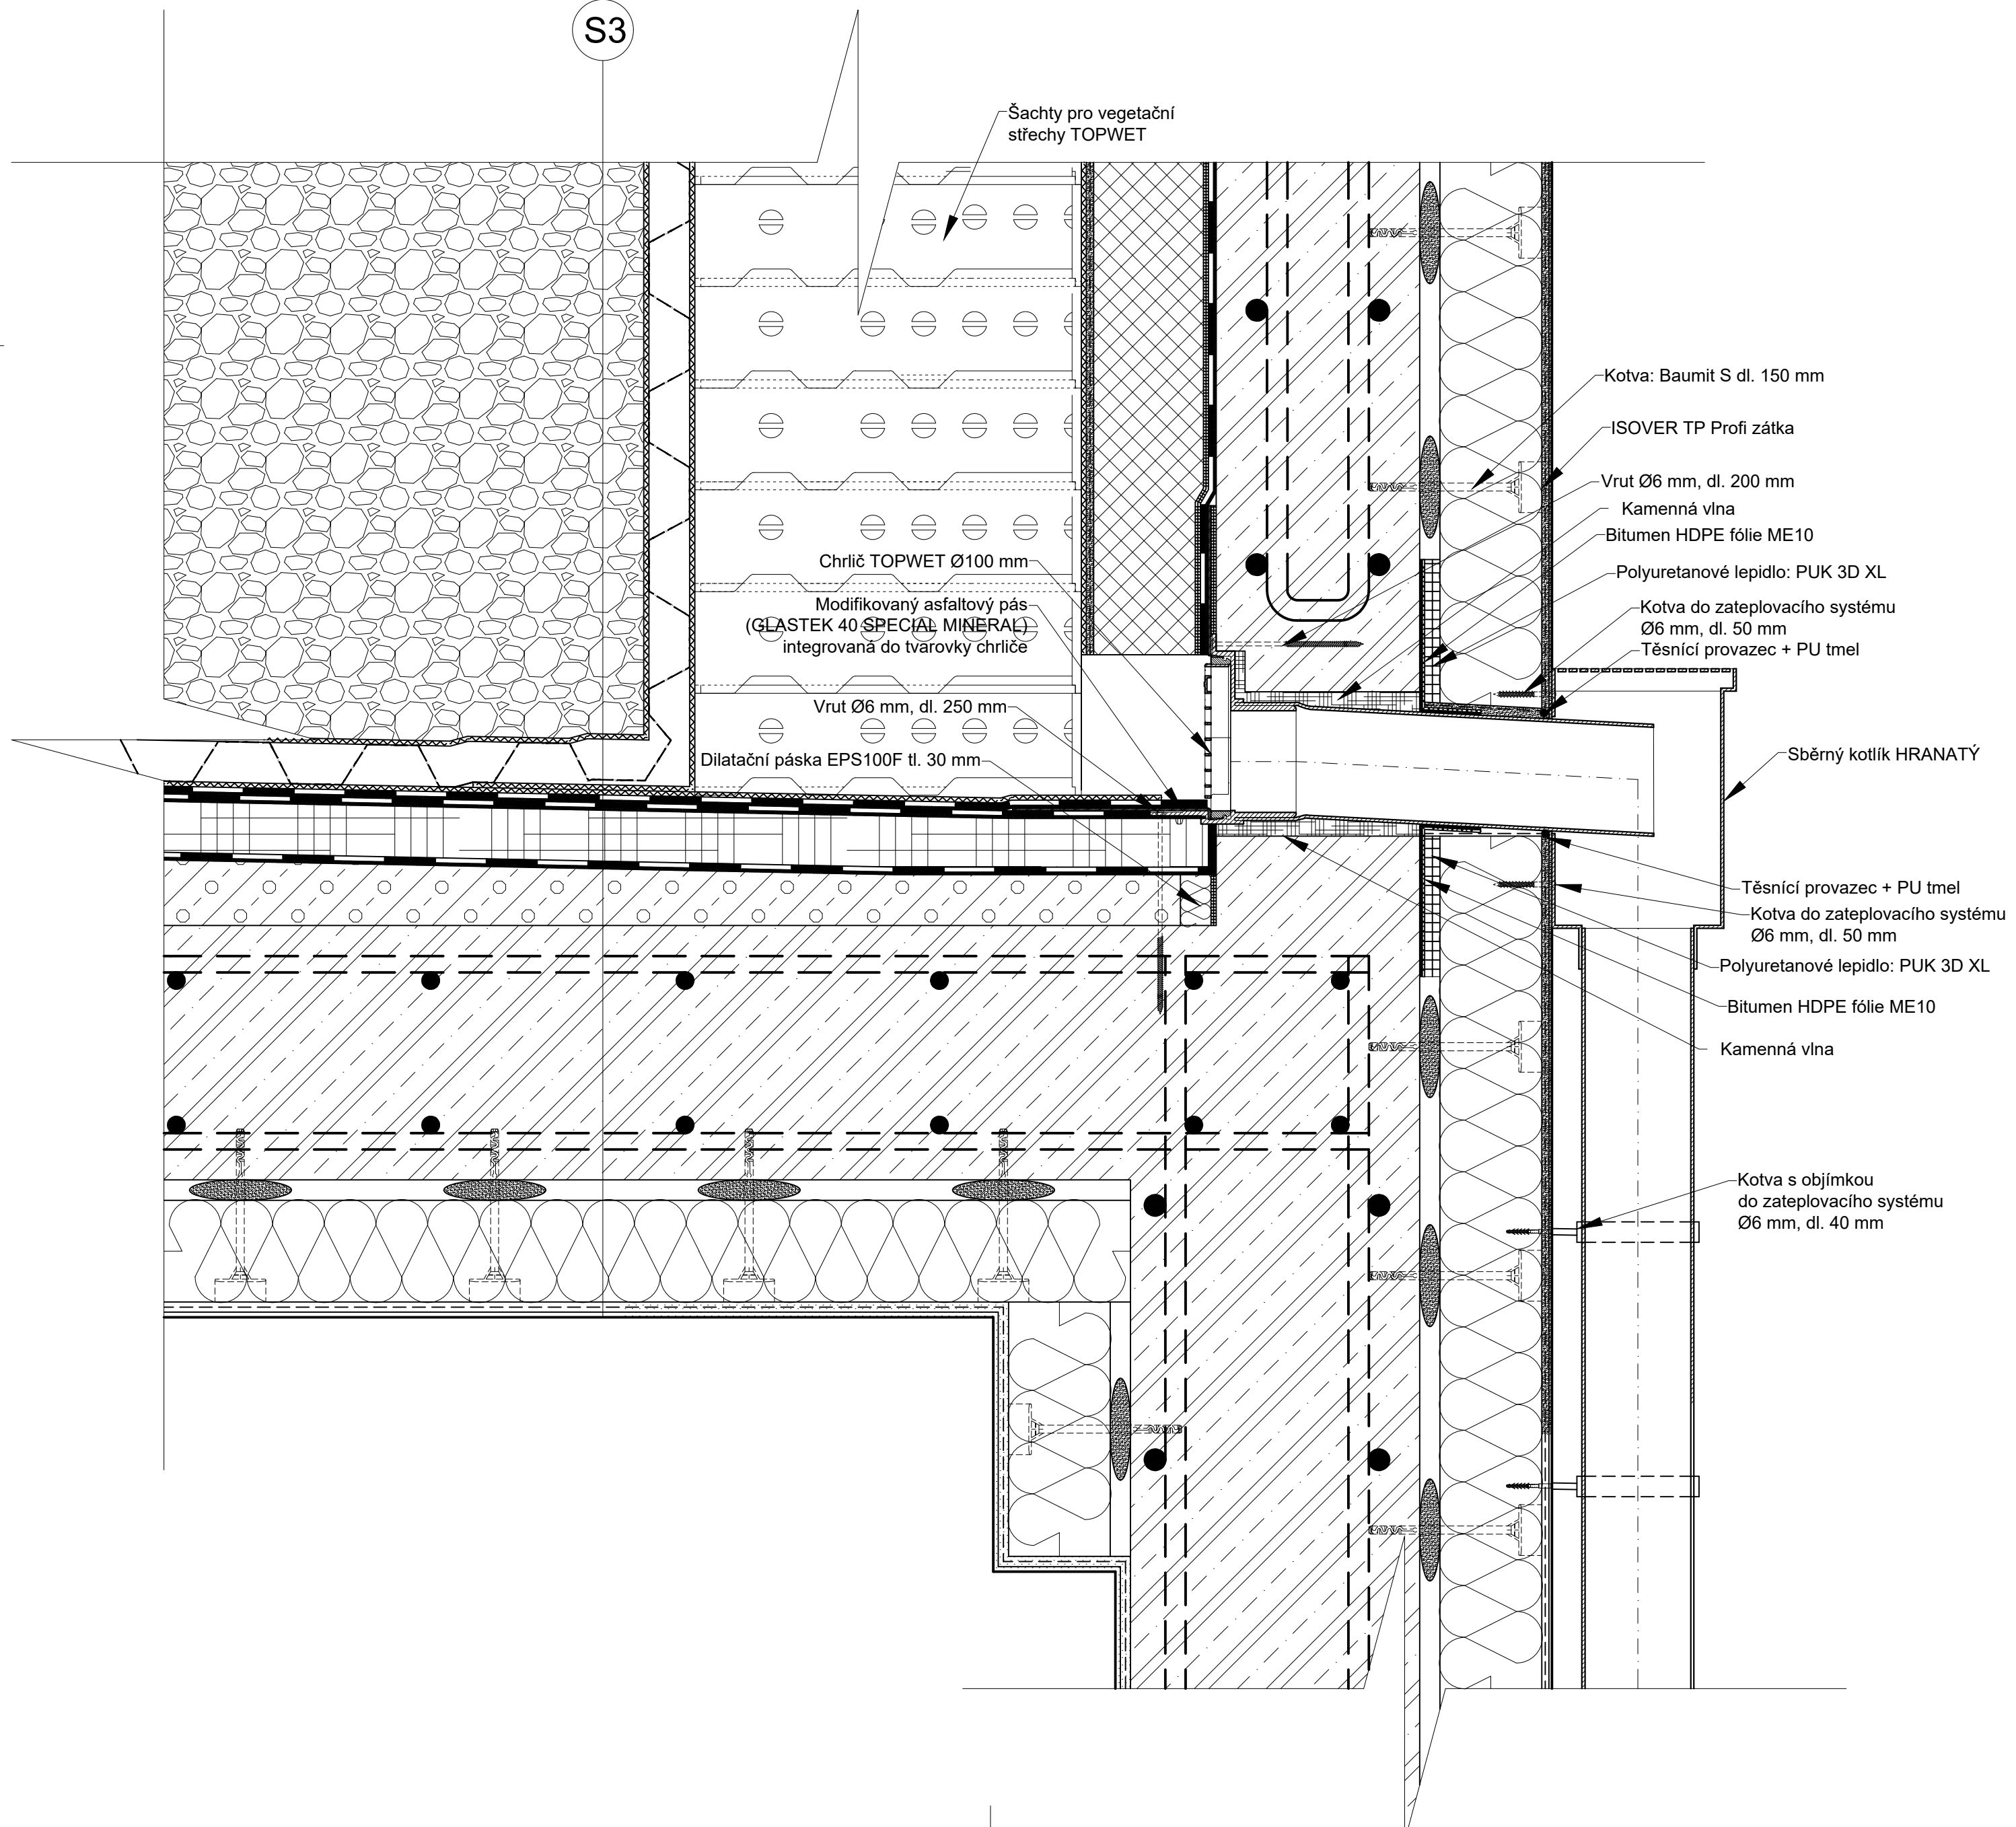 S3
Šachty pro vegetační
střechy TOPWET
Kotva: Baumit S dl. 150 mm
ISOVER TP Profi zátka
Vrut Ø6 mm, dl. 200 mm
Kamenná vlna
Bitumen HDPE fólie ME10
Polyuretanové lepidlo: PUK 3D XL
Kotva do zateplovacího systému
Ø6 mm, dl. 50 mm
Těsnící provazec + PU tmel
Chrlič TOPWET Ø100 mm
Modifikovaný asfaltový pás
(GLASTEK 40 SPECIAL MINERAL)
integrovaná do tvarovky chrliče
Vrut Ø6 mm, dl. 250 mm
Dilatační páska EPS100F tl. 30 mm
Sběrný kotlík HRANATÝ
Těsnící provazec + PU tmel
Kotva do zateplovacího systému
Ø6 mm, dl. 50 mm
Polyuretanové lepidlo: PUK 3D XL
Bitumen HDPE fólie ME10
Kamenná vlna
Kotva s objímkou
do zateplovacího systému
Ø6 mm, dl. 40 mm